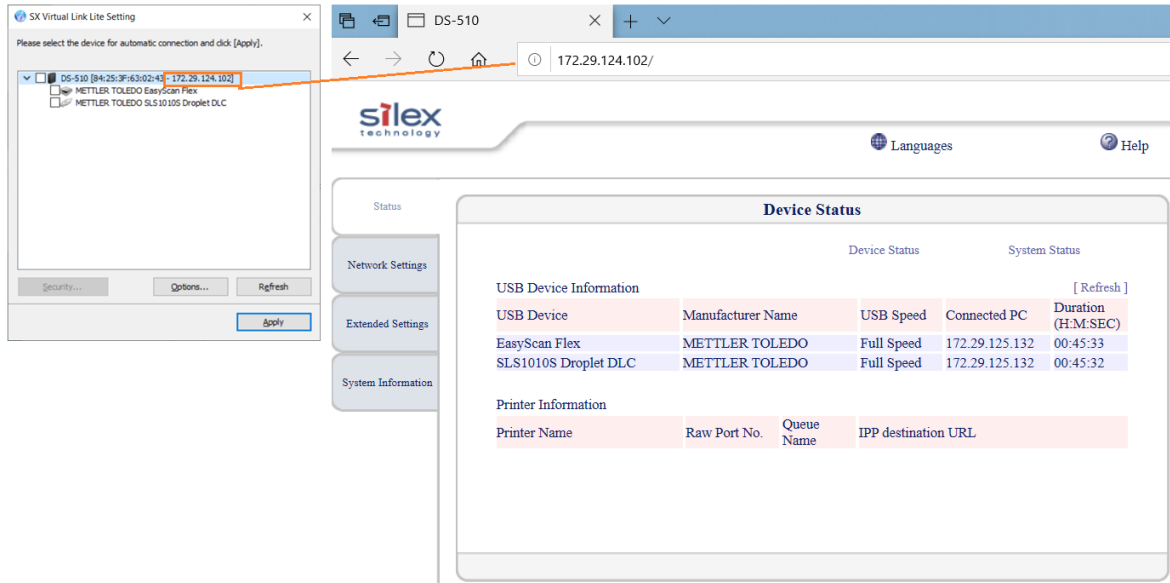 SX Virtual Link Lite Setting
Please select the device for automatic connection and click [Apply].
DS-510 [84:25:3F:63:02:43 - 172.29.124.102]
METTLER TOLEDO EasyScan Flex
METTLER TOLEDO SLS1010S Droplet DLC
Security...
Options...
Refresh
Apply
DS-510
172.29.124.102/
silex
technology
Languages
Help
Status
Network Settings
Extended Settings
System Information
Device Status
Device Status System Status
USB Device Information [ Refresh ]
USB Device Manufacturer Name USB Speed Connected PC Duration (H:M:SEC)
EasyScan Flex METTLER TOLEDO Full Speed 172.29.125.132 00:45:33
SLS1010S Droplet DLC METTLER TOLEDO Full Speed 172.29.125.132 00:45:32
Printer Information
Printer Name Raw Port No. Queue Name IPP destination URL